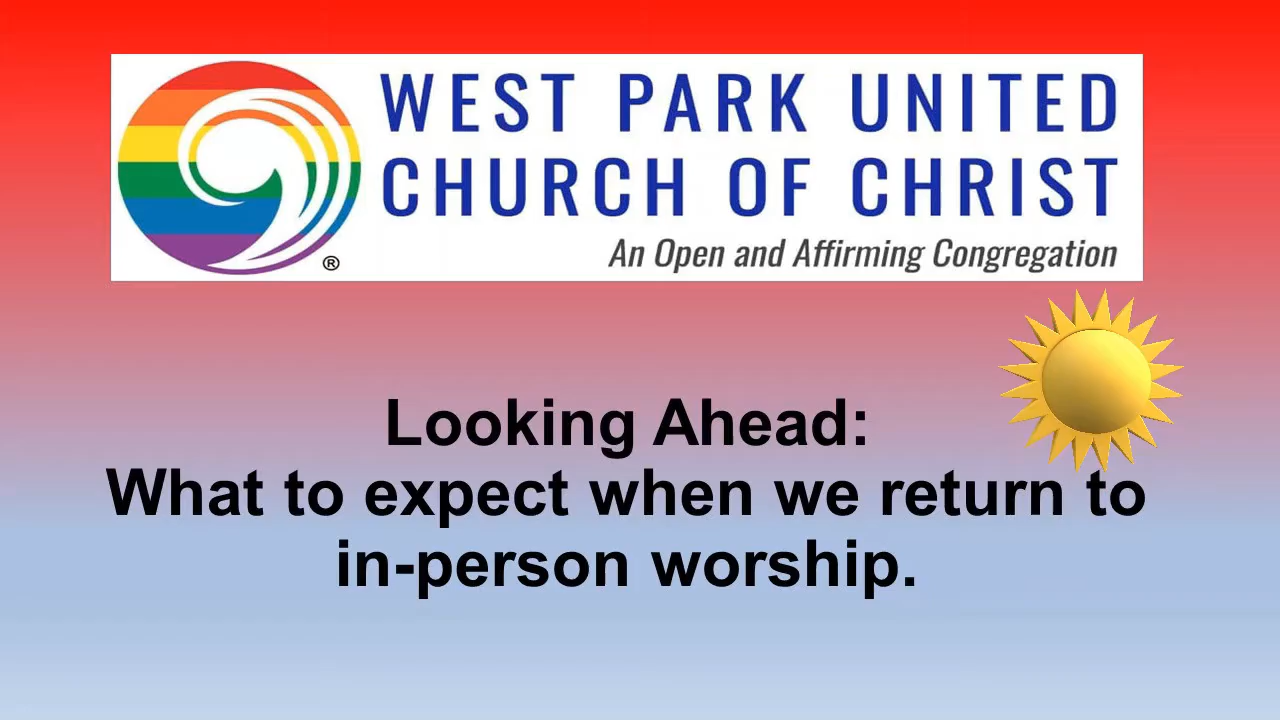 WEST PARK UNITED
CHURCH OF CHRIST
An Open and Affirming Congregation
®
Looking Ahead:
What to expect when we return to
in-person worship.